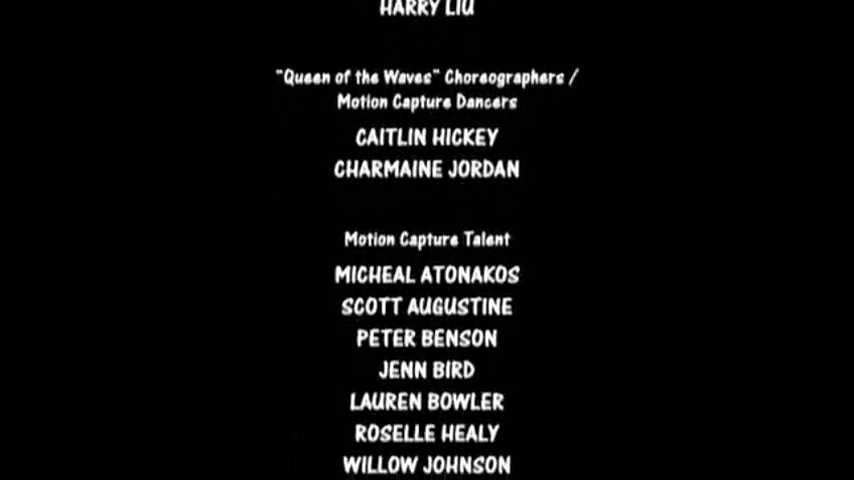 HARRY LIU
"Queen of the Waves" Choreographers /
Motion Capture Dancers
CAITLIN HICKEY
CHARMAINE JORDAN
Motion Capture Talent
MICHEAL ATONAKOS
SCOTT AUGUSTINE
PETER BENSON
JENN BIRD
LAUREN BOWLER
ROSELLE HEALY
WILLOW JOHNSON